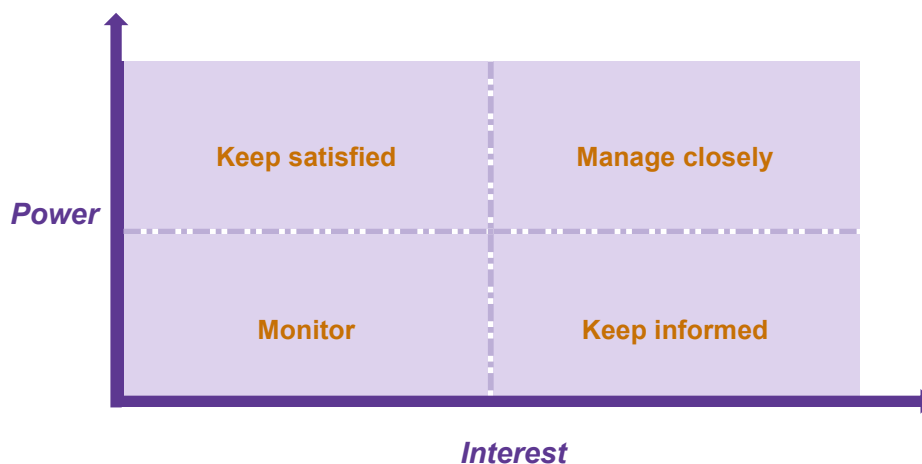 Keep satisfied
Manage closely
Power
Monitor
Keep informed
Interest